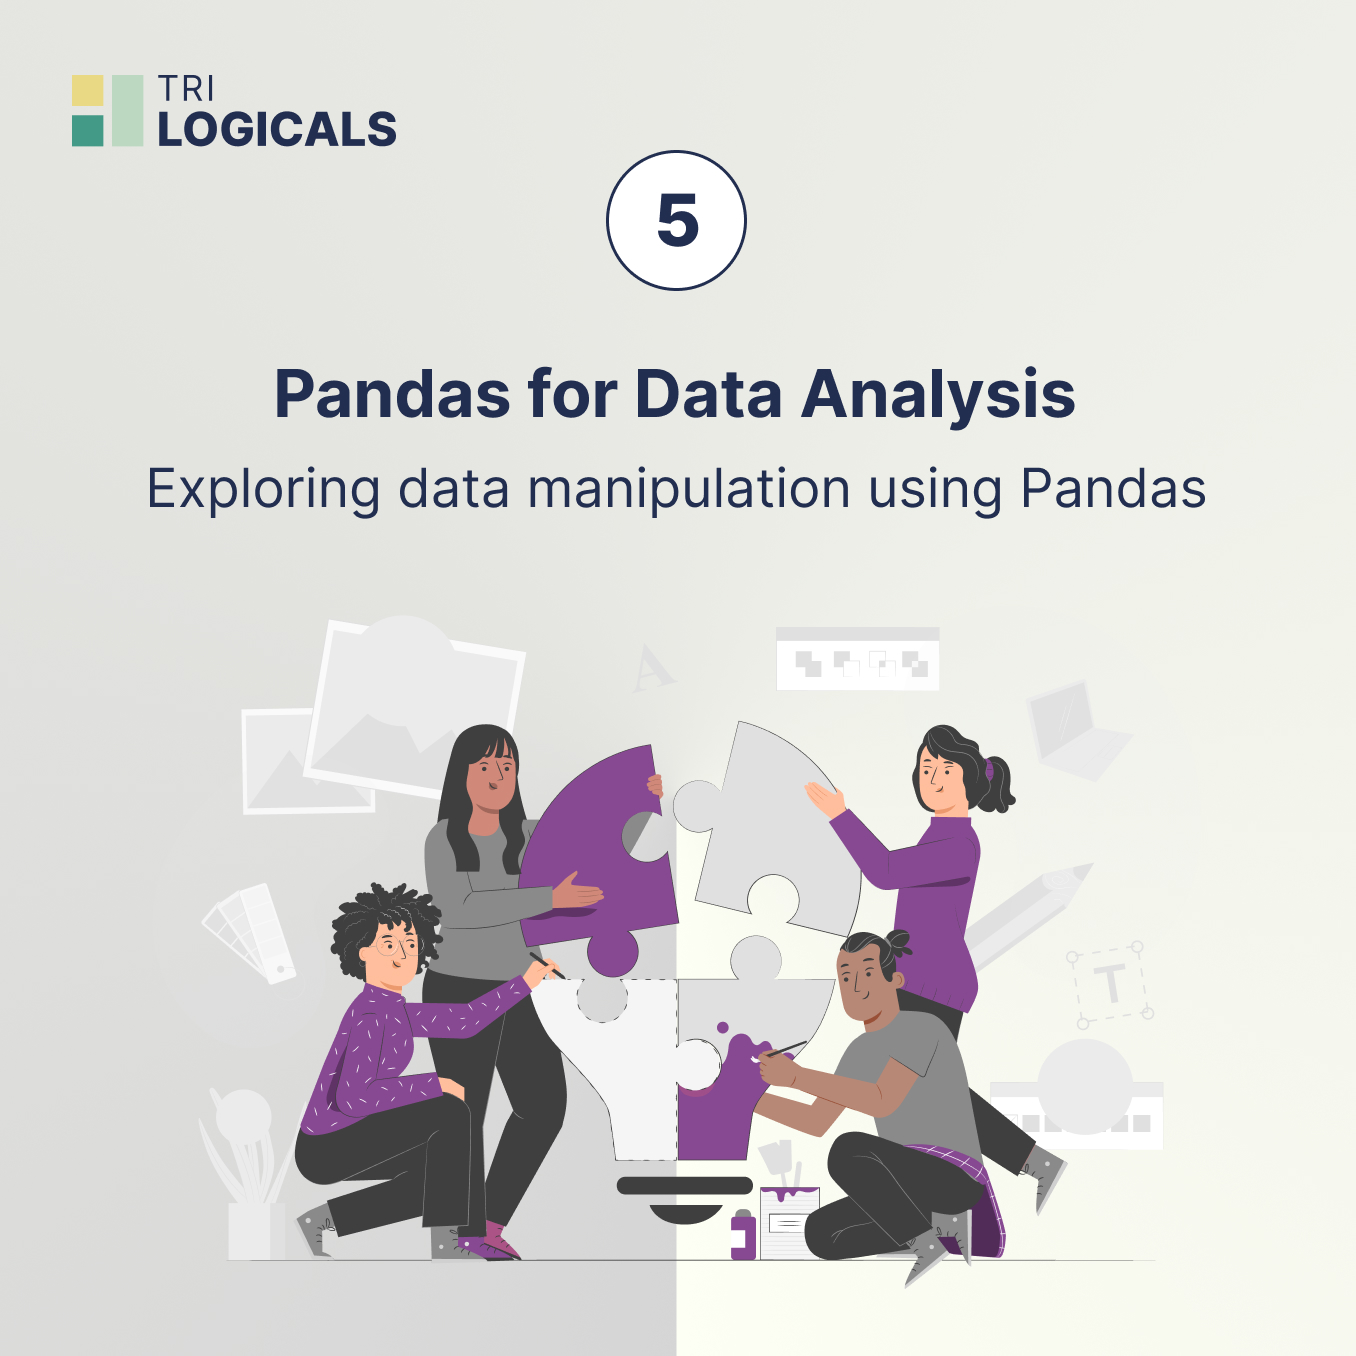 TRI
LOGICALS
5
Pandas for Data Analysis
Exploring data manipulation using Pandas
A
T